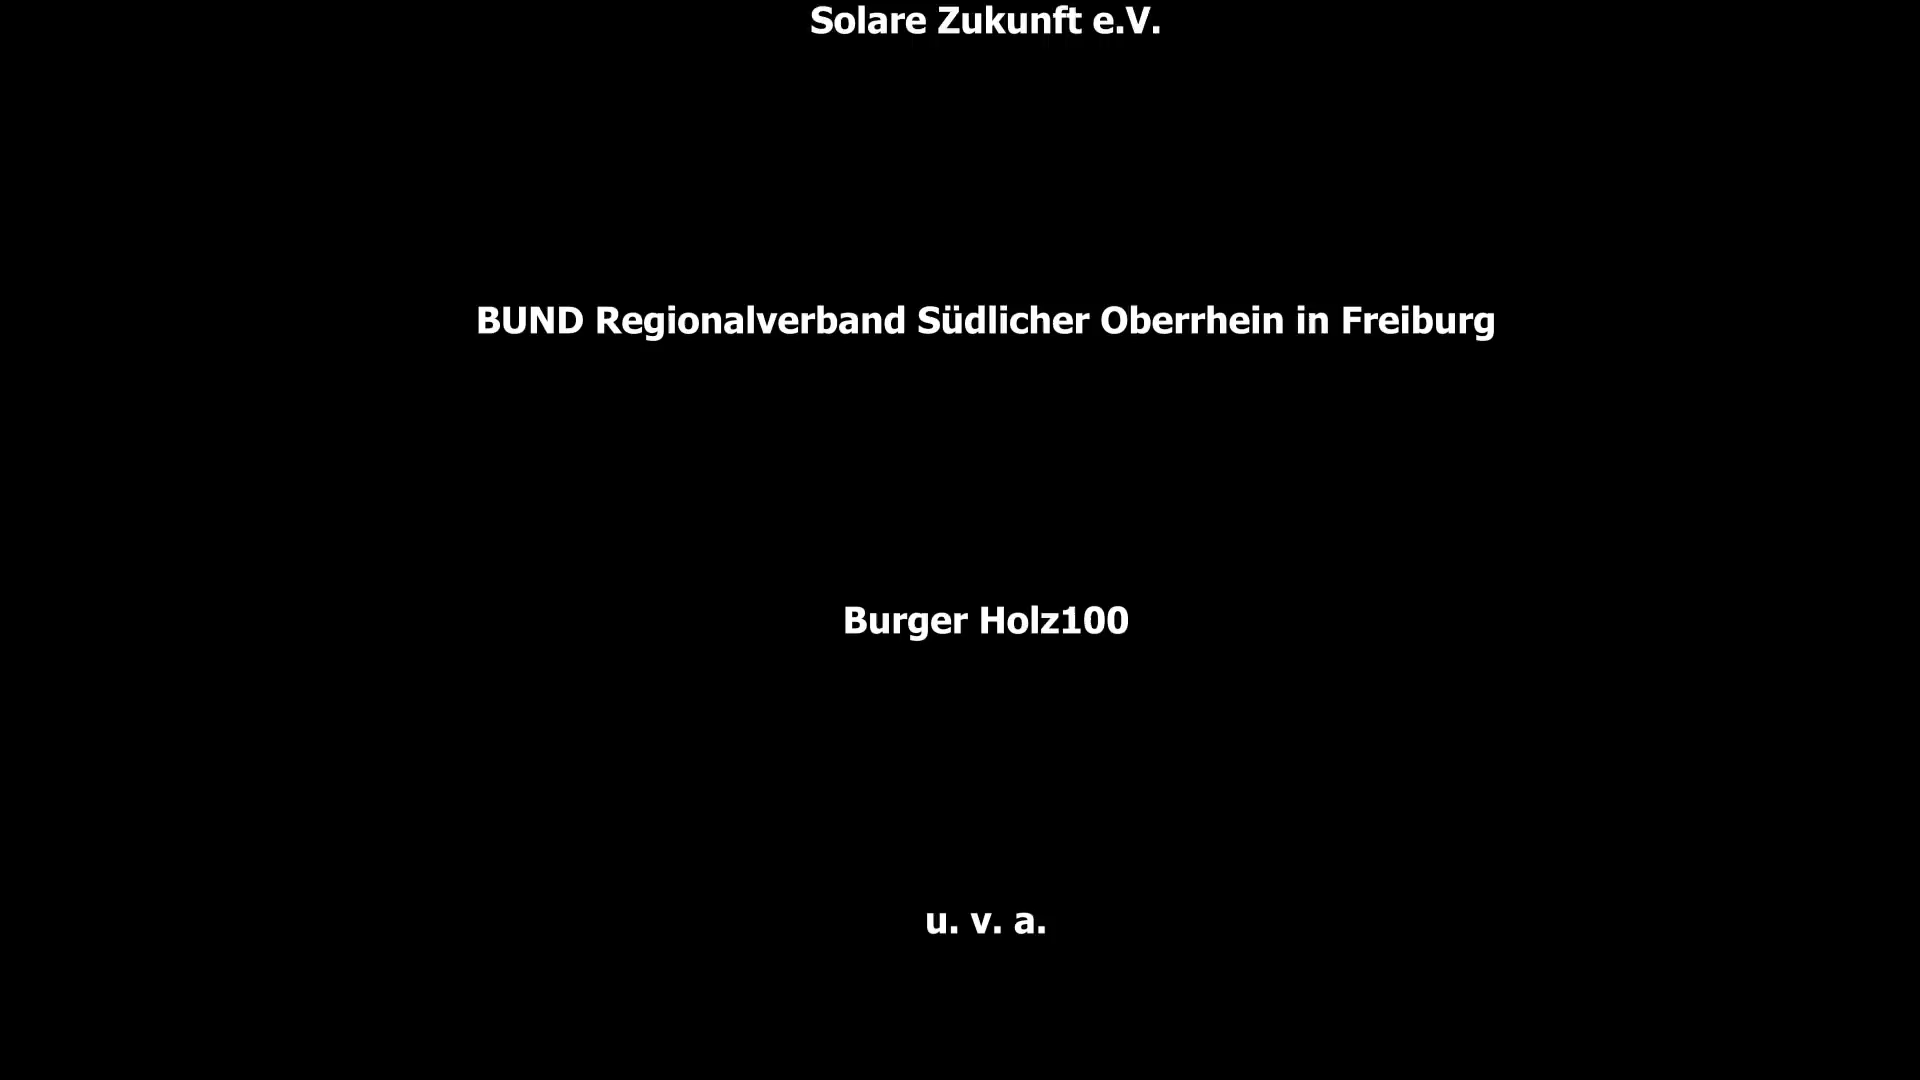 Solare Zukunft e.V.
BUND Regionalverband Südlicher Oberrhein in Freiburg
Burger Holz100
u. v. a.